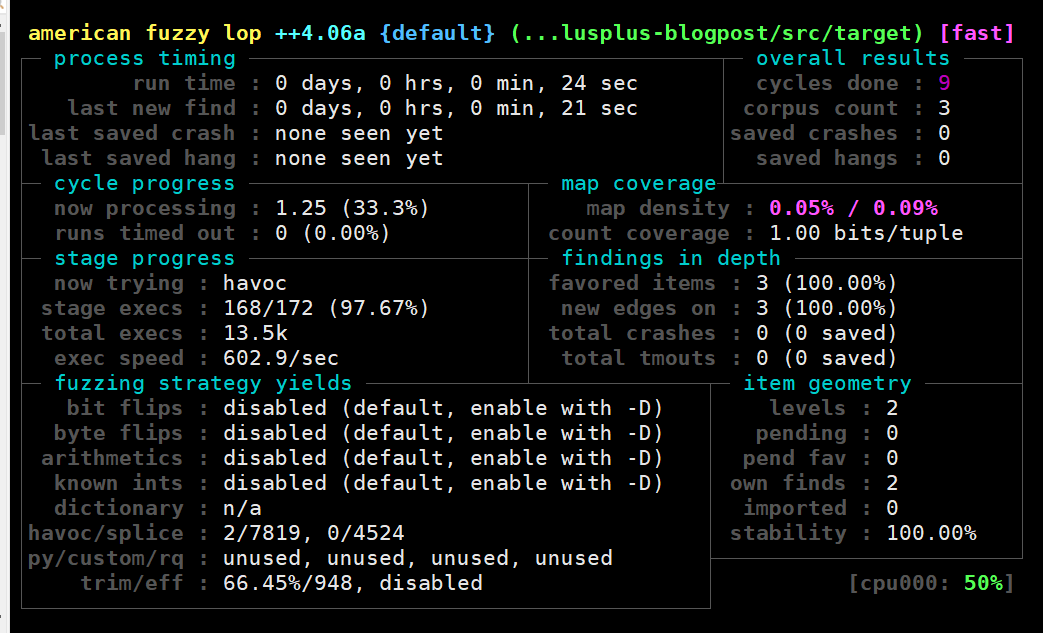 american fuzzy lop ++4.06a {default} (...lusplus-blogpost/src/target) [fast]
process timing overall results
run time : 0 days, 0 hrs, 0 min, 24 sec cycles done : 9
last new find : 0 days, 0 hrs, 0 min, 21 sec corpus count : 3
last saved crash : none seen yet saved crashes : 0
last saved hang : none seen yet saved hangs : 0
cycle progress map coverage
now processing : 1.25 (33.3%) map density : 0.05% / 0.09%
runs timed out : 0 (0.00%) count coverage : 1.00 bits/tuple
stage progress findings in depth
now trying : havoc favored items : 3 (100.00%)
stage execs : 168/172 (97.67%) new edges on : 3 (100.00%)
total execs : 13.5k total crashes : 0 (0 saved)
exec speed : 602.9/sec total tmouts : 0 (0 saved)
fuzzing strategy yields item geometry
bit flips : disabled (default, enable with -D) levels : 2
byte flips : disabled (default, enable with -D) pending : 0
arithmetics : disabled (default, enable with -D) pend fav : 0
known ints : disabled (default, enable with -D) own finds : 2
dictionary : n/a imported : 0
havoc/splice : 2/7819, 0/4524 stability : 100.00%
py/custom/rq : unused, unused, unused, unused
trim/eff : 66.45%/948, disabled [cpu000: 50%]